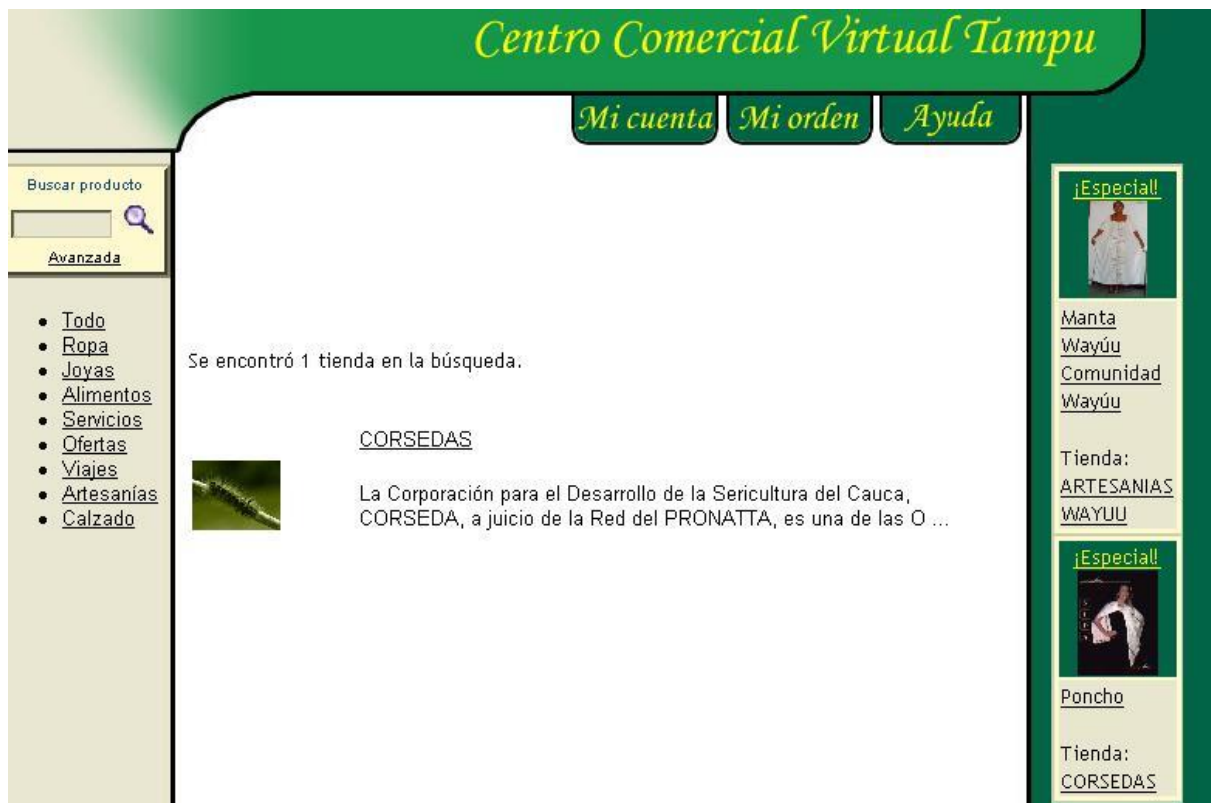 Centro Comercial Virtual Tampu
Mi cuenta
Mi orden
Ayuda
Buscar producto
Avanzada
Todo
Ropa
Joyas
Alimentos
Servicios
Ofertas
Viajes
Artesanías
Calzado
Se encontró 1 tienda en la búsqueda.
CORSEDAS
La Corporación para el Desarrollo de la Sericultura del Cauca,
CORSEDA, a juicio de la Red del PRONATTA, es una de las O ...
¡Especial!
Manta
Wayúu
Comunidad
Wayúu
Tienda:
ARTESANIAS
WAYUU
¡Especial!
Poncho
Tienda:
CORSEDAS